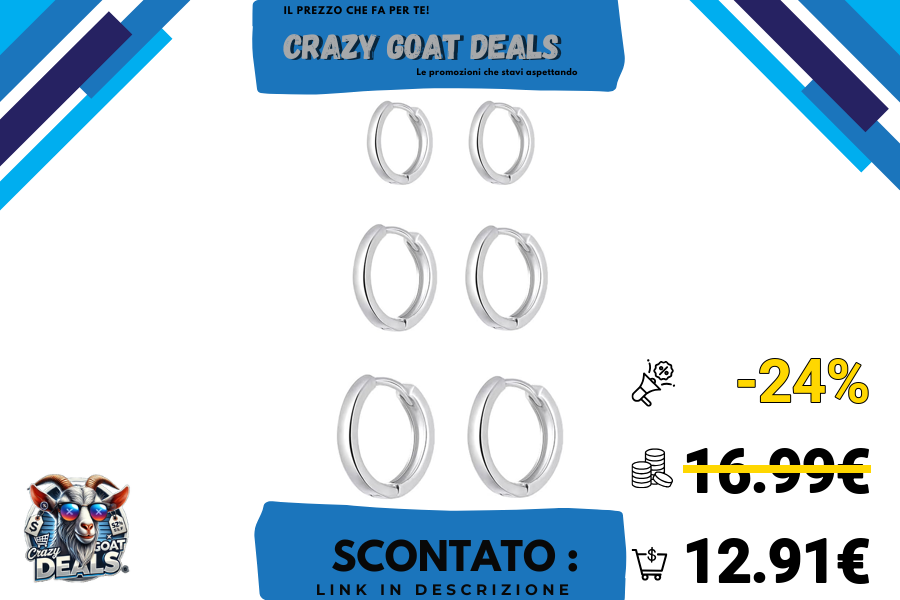 IL PREZZO CHE FA PER TE!
CRAZY GOAT DEALS
Le promozioni che stavi aspettando
-24%
16.99€
12.91€
SCONTATO :
LINK IN DESCRIZIONE
Crazy
GOAT
DEALS